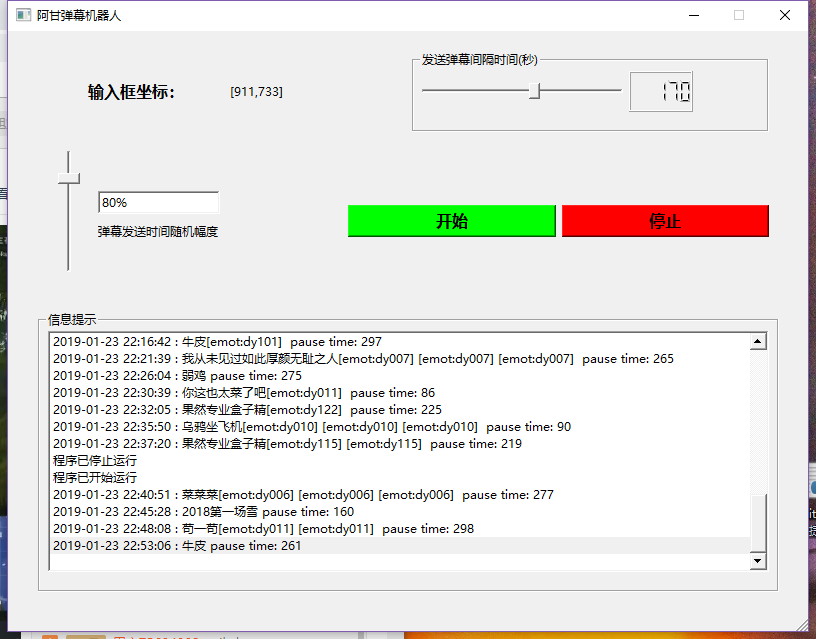 阿甘弹幕机器人
发送弹幕间隔时间(秒)
输入框坐标：
[911,733]
170
80%
弹幕发送时间随机幅度
开始
停止
信息提示
2019-01-23 22:16:42 : 牛皮[emot:dy101]  pause time: 297
2019-01-23 22:21:39 : 我从未见过如此厚颜无耻之人[emot:dy007] [emot:dy007] [emot:dy007]  pause time: 265
2019-01-23 22:26:04 : 弱鸡 pause time: 275
2019-01-23 22:30:39 : 你这也太菜了吧[emot:dy011]  pause time: 86
2019-01-23 22:32:05 : 果然专业盒子精[emot:dy122]  pause time: 225
2019-01-23 22:35:50 : 乌鸦坐飞机[emot:dy010] [emot:dy010] [emot:dy010]  pause time: 90
2019-01-23 22:37:20 : 果然专业盒子精[emot:dy115] [emot:dy115]  pause time: 219
程序已停止运行
程序已开始运行
2019-01-23 22:40:51 : 菜菜菜[emot:dy006] [emot:dy006] [emot:dy006]  pause time: 277
2019-01-23 22:45:28 : 2018第一场雪 pause time: 160
2019-01-23 22:48:08 : 苟一苟[emot:dy011] [emot:dy011]  pause time: 298
2019-01-23 22:53:06 : 牛皮 pause time: 261